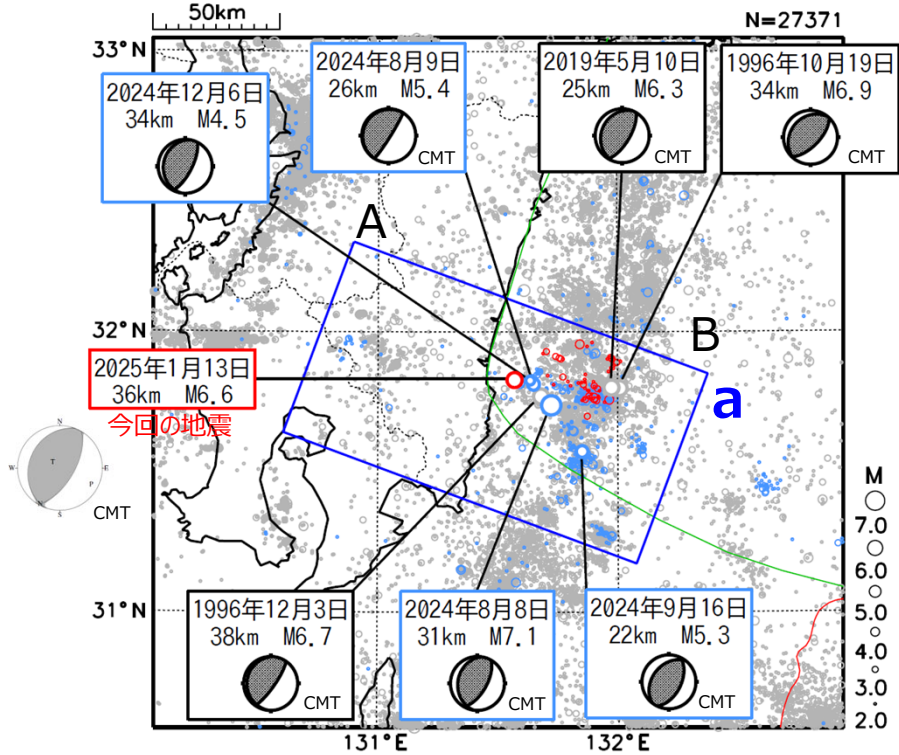 50km
N=27371
33°N
2024年12月6日
34km M4.5
2024年8月9日
26km M5.4
CMT
2019年5月10日
25km M6.3
CMT
1996年10月19日
34km M6.9
CMT
A
32°N
B
a
2025年1月13日
36km M6.6
今回の地震
N
W
T
E
P
S
CMT
M
7.0
6.0
5.0
4.0
3.0
2.0
31°N
1996年12月3日
38km M6.7
CMT
2024年8月8日
31km M7.1
CMT
2024年9月16日
22km M5.3
CMT
131°E
132°E